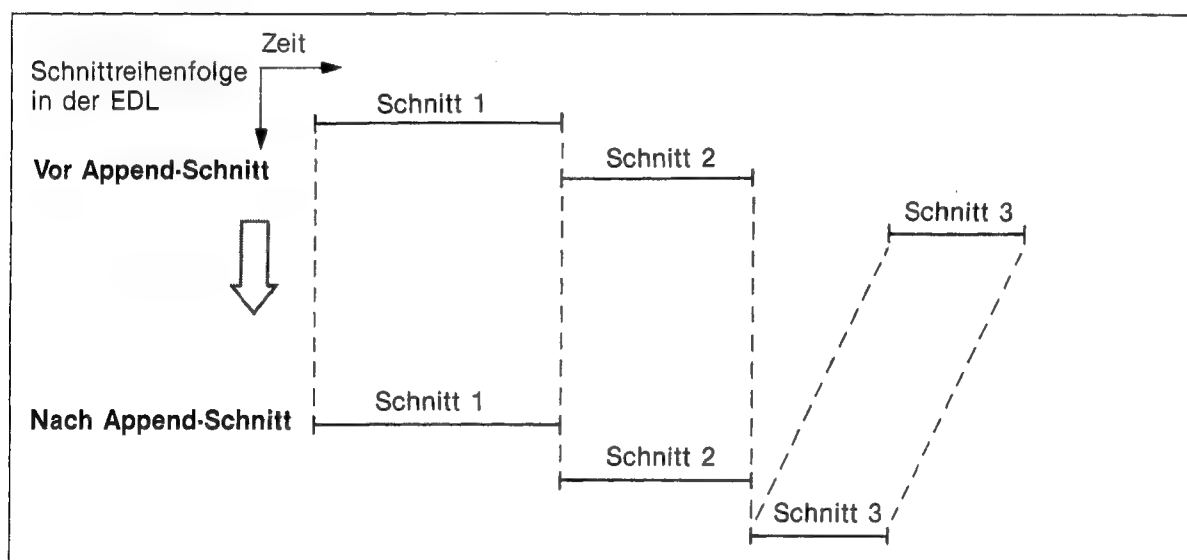 Zeit
Schnittreihenfolge
in der EDL
Schnitt 1
Vor Append-Schnitt
Schnitt 2
Schnitt 3
Nach Append-Schnitt
Schnitt 1
Schnitt 2
Schnitt 3